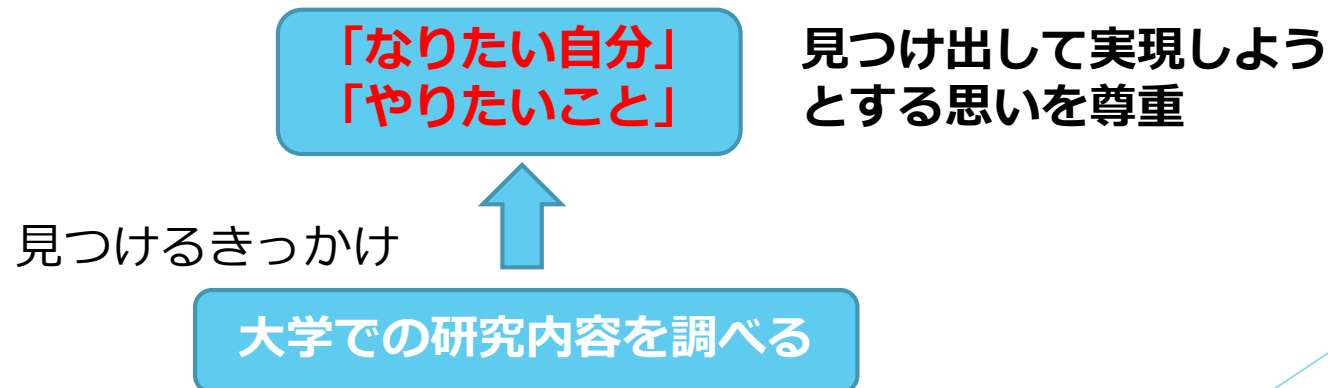 「なりたい自分」
「やりたいこと」
見つけ出して実現しよう
とする思いを尊重
見つけるきっかけ
大学での研究内容を調べる